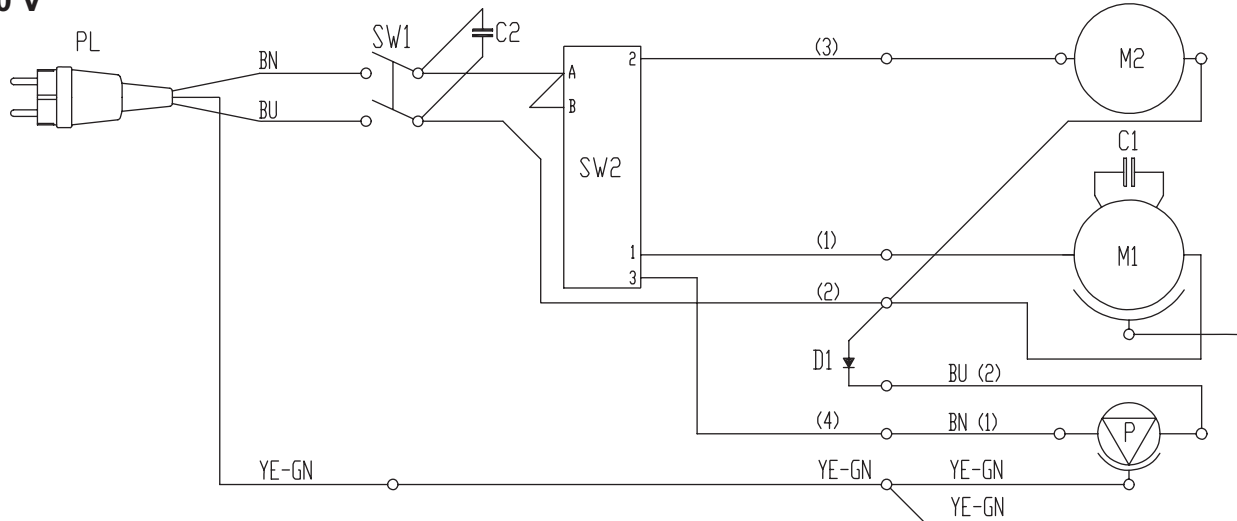 0 V
PL
BN
BU
SW1
C2
A
B
2
SW2
1
3
(3)
M2
C1
(1)
M1
(2)
D1
BU (2)
(4)
BN (1)
P
YE-GN
YE-GN
YE-GN
YE-GN